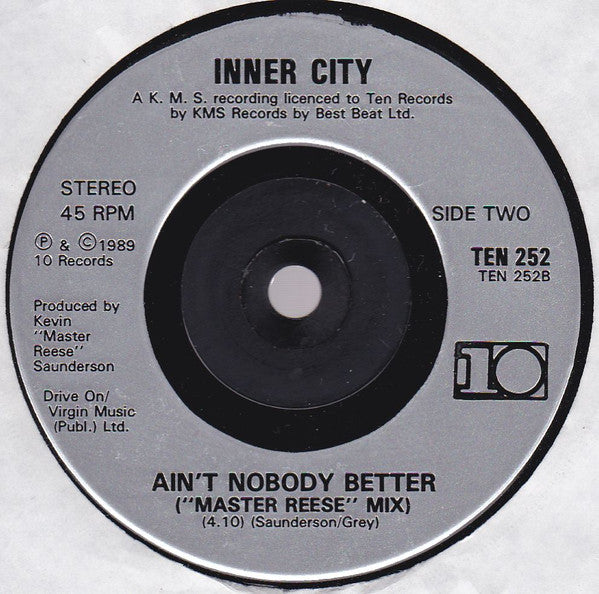 INNER CITY
A K. M. S. recording licenced to Ten Records
by KMS Records by Best Beat Ltd.
STEREO
45 RPM
SIDE TWO
Ⓟ & ©1989
10 Records
TEN 252
TEN 252B
Produced by
Kevin
"Master
Reese"
Saunderson
10
Drive On/
Virgin Music
(Publ.) Ltd.
AIN'T NOBODY BETTER
("MASTER REESE" MIX)
(4.10) (Saunderson/Grey)